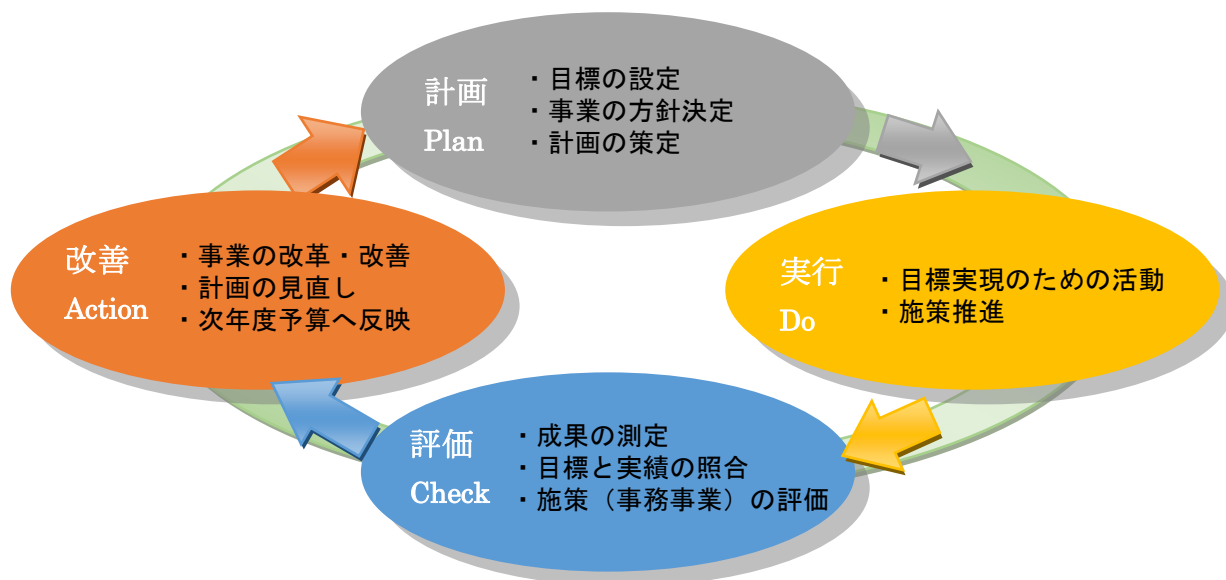 計画
Plan
・目標の設定
・事業の方針決定
・計画の策定
実行
Do
・目標実現のための活動
・施策推進
評価
Check
・成果の測定
・目標と実績の照合
・施策（事務事業）の評価
改善
Action
・事業の改革・改善
・計画の見直し
・次年度予算へ反映